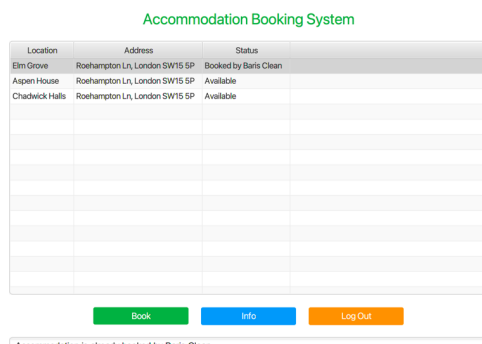 Accommodation Booking System
Location Address Status
Elm Grove Roehampton Ln, London SW15 5P Booked by Baris Clean
Aspen House Roehampton Ln, London SW15 5P Available
Chadwick Halls Roehampton Ln, London SW15 5P Available
Book Info Log Out